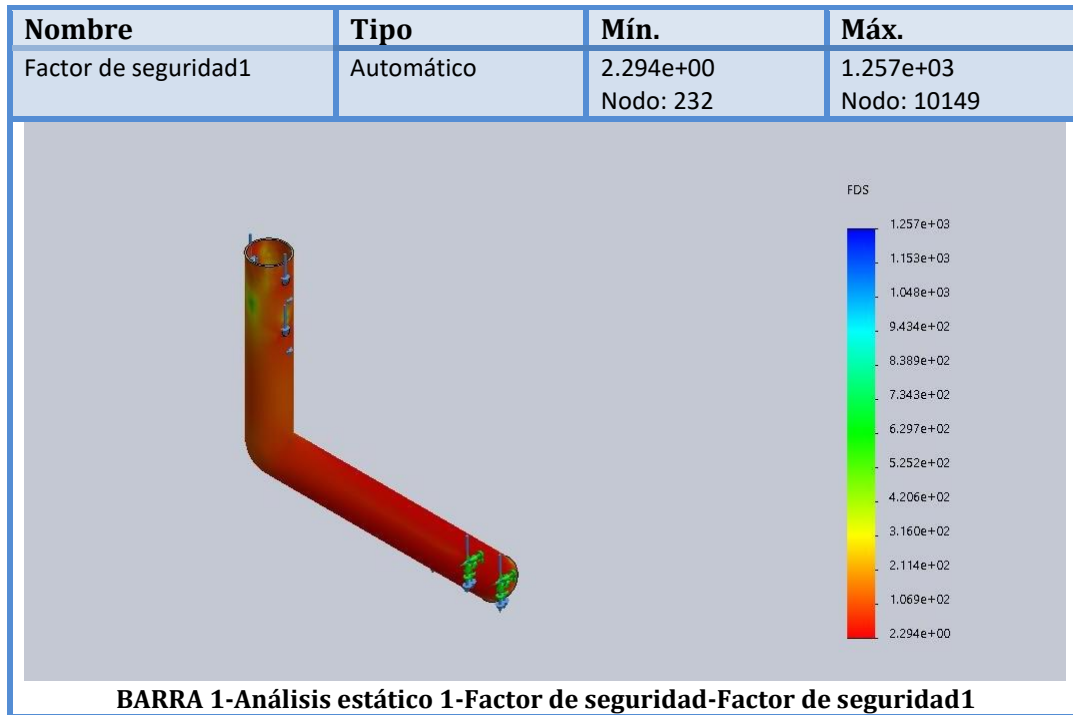 Nombre Tipo Mín. Máx.
Factor de seguridad1 Automático 2.294e+00 1.257e+03
Nodo: 232 Nodo: 10149
FDS
1.257e+03
1.153e+03
1.048e+03
9.434e+02
8.389e+02
7.343e+02
6.297e+02
5.252e+02
4.206e+02
3.160e+02
2.114e+02
1.069e+02
2.294e+00
BARRA 1-Análisis estático 1-Factor de seguridad-Factor de seguridad1